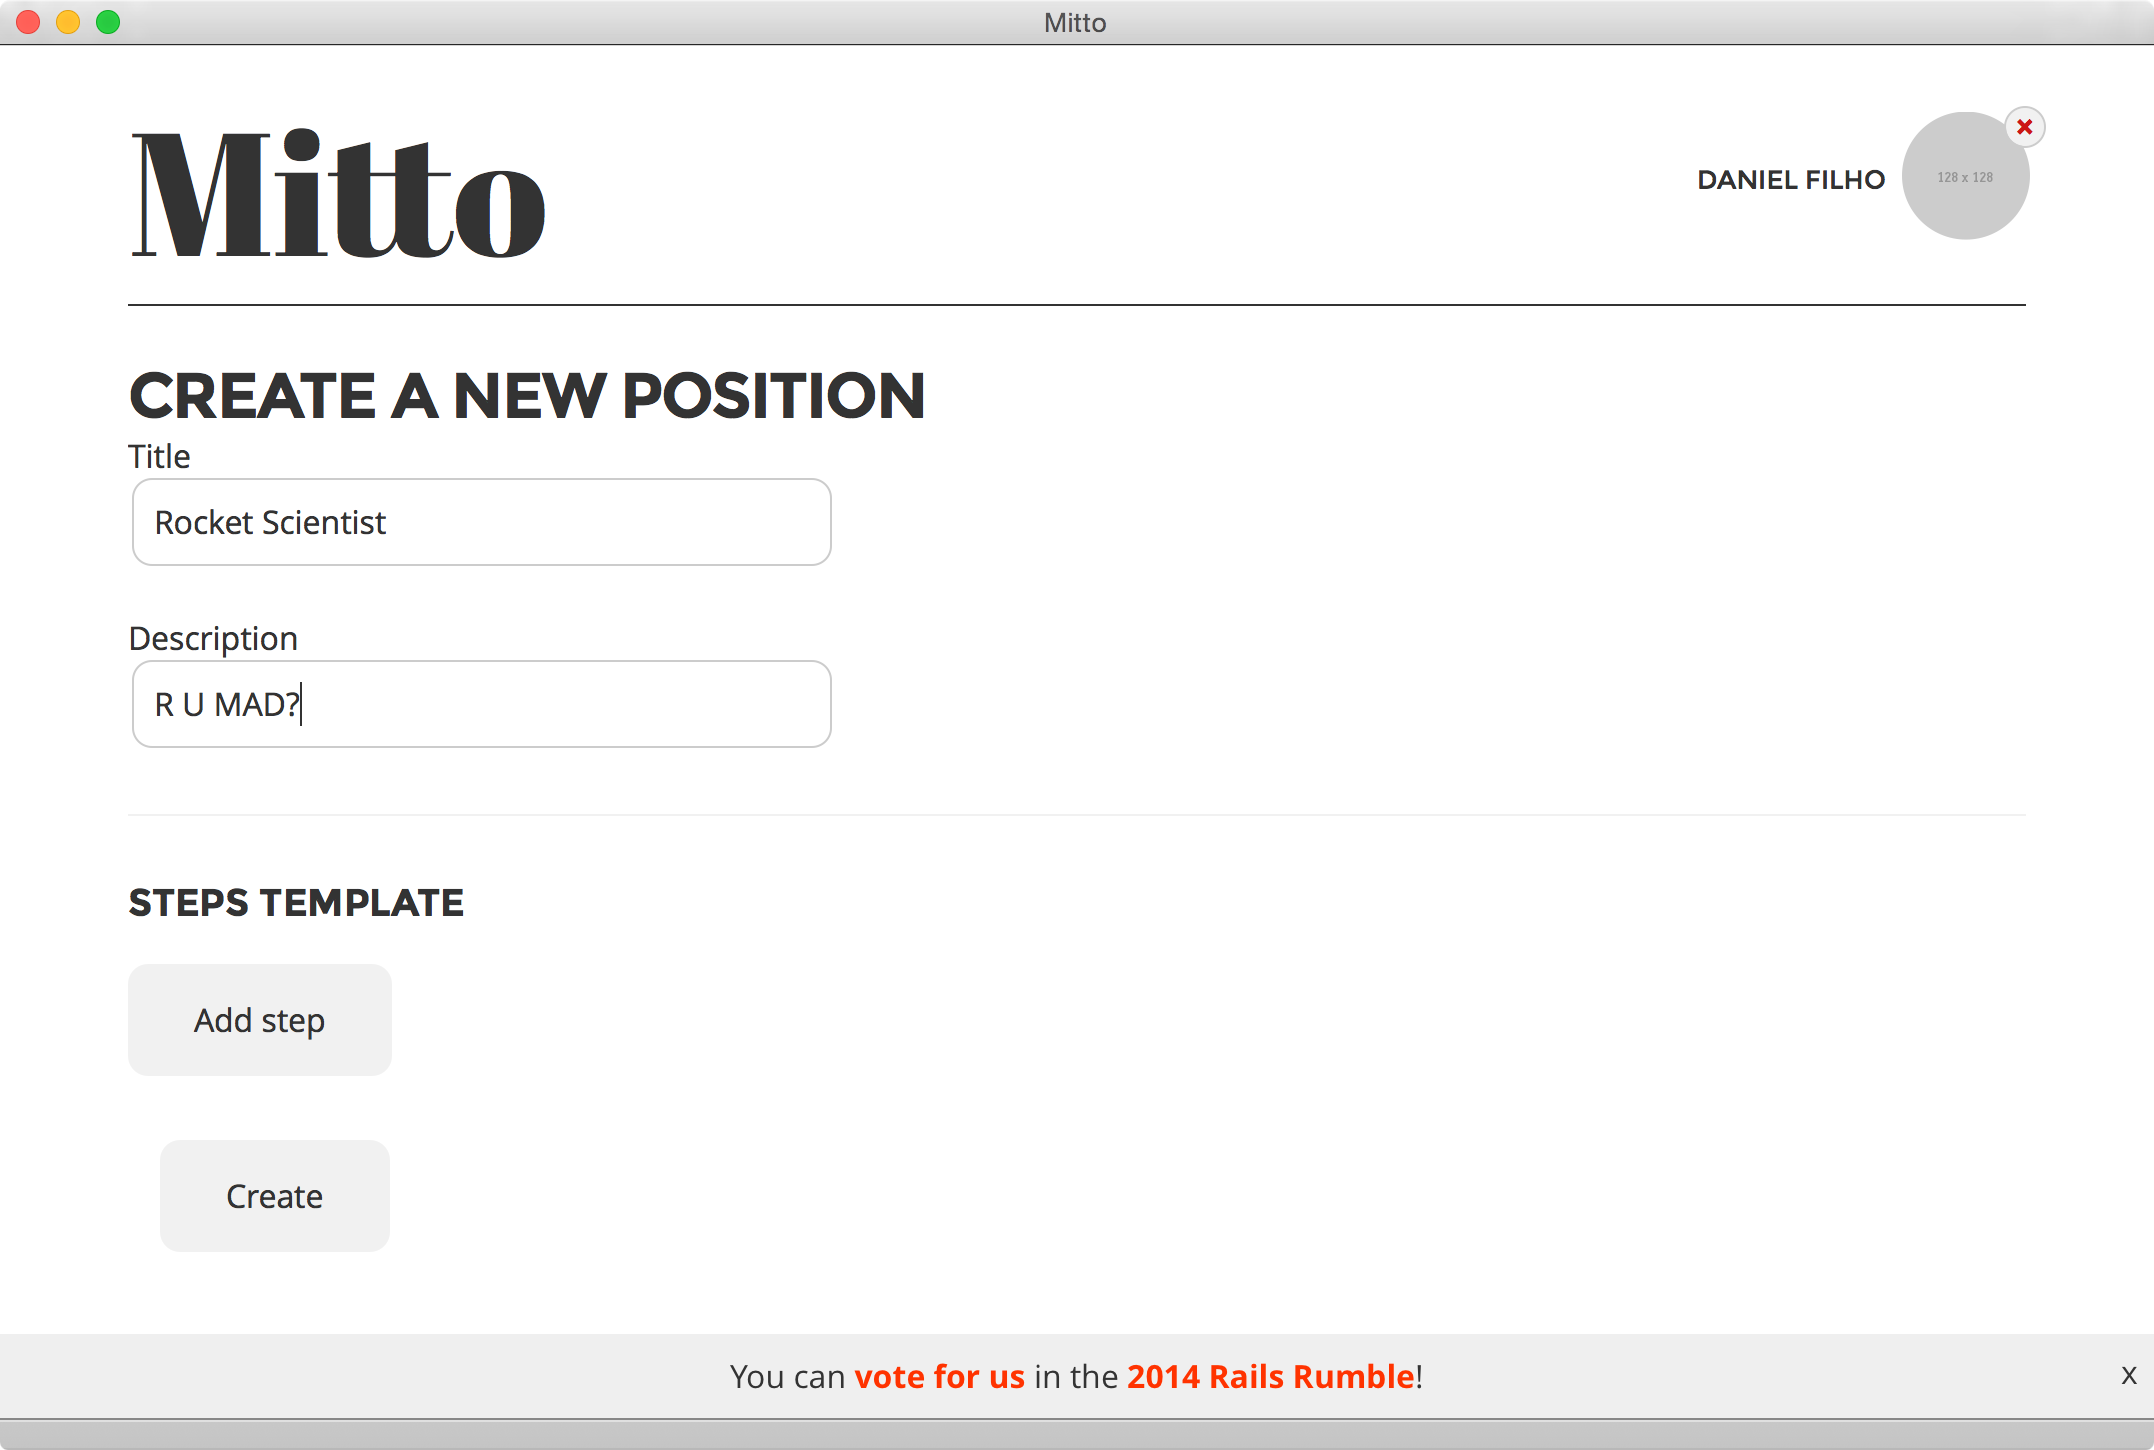 Mitto
Mitto
DANIEL FILHO
128 x 128
CREATE A NEW POSITION
Title
Rocket Scientist
Description
R U MAD?
STEPS TEMPLATE
Add step
Create
You can vote for us in the 2014 Rails Rumble!
x